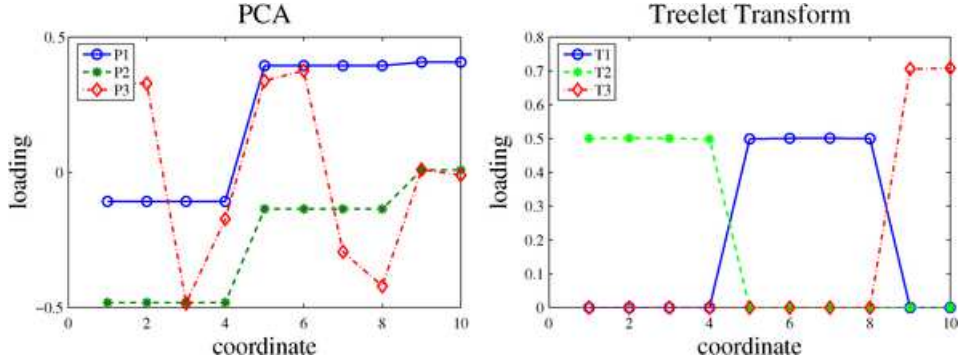 PCA
0.5
0
−0.5
P1
P2
P3
loading
0 2 4 6 8 10
coordinate
Treelet Transform
0.8
0.7
0.6
0.5
0.4
0.3
0.2
0.1
0
T1
T2
T3
loading
0 2 4 6 8 10
coordinate